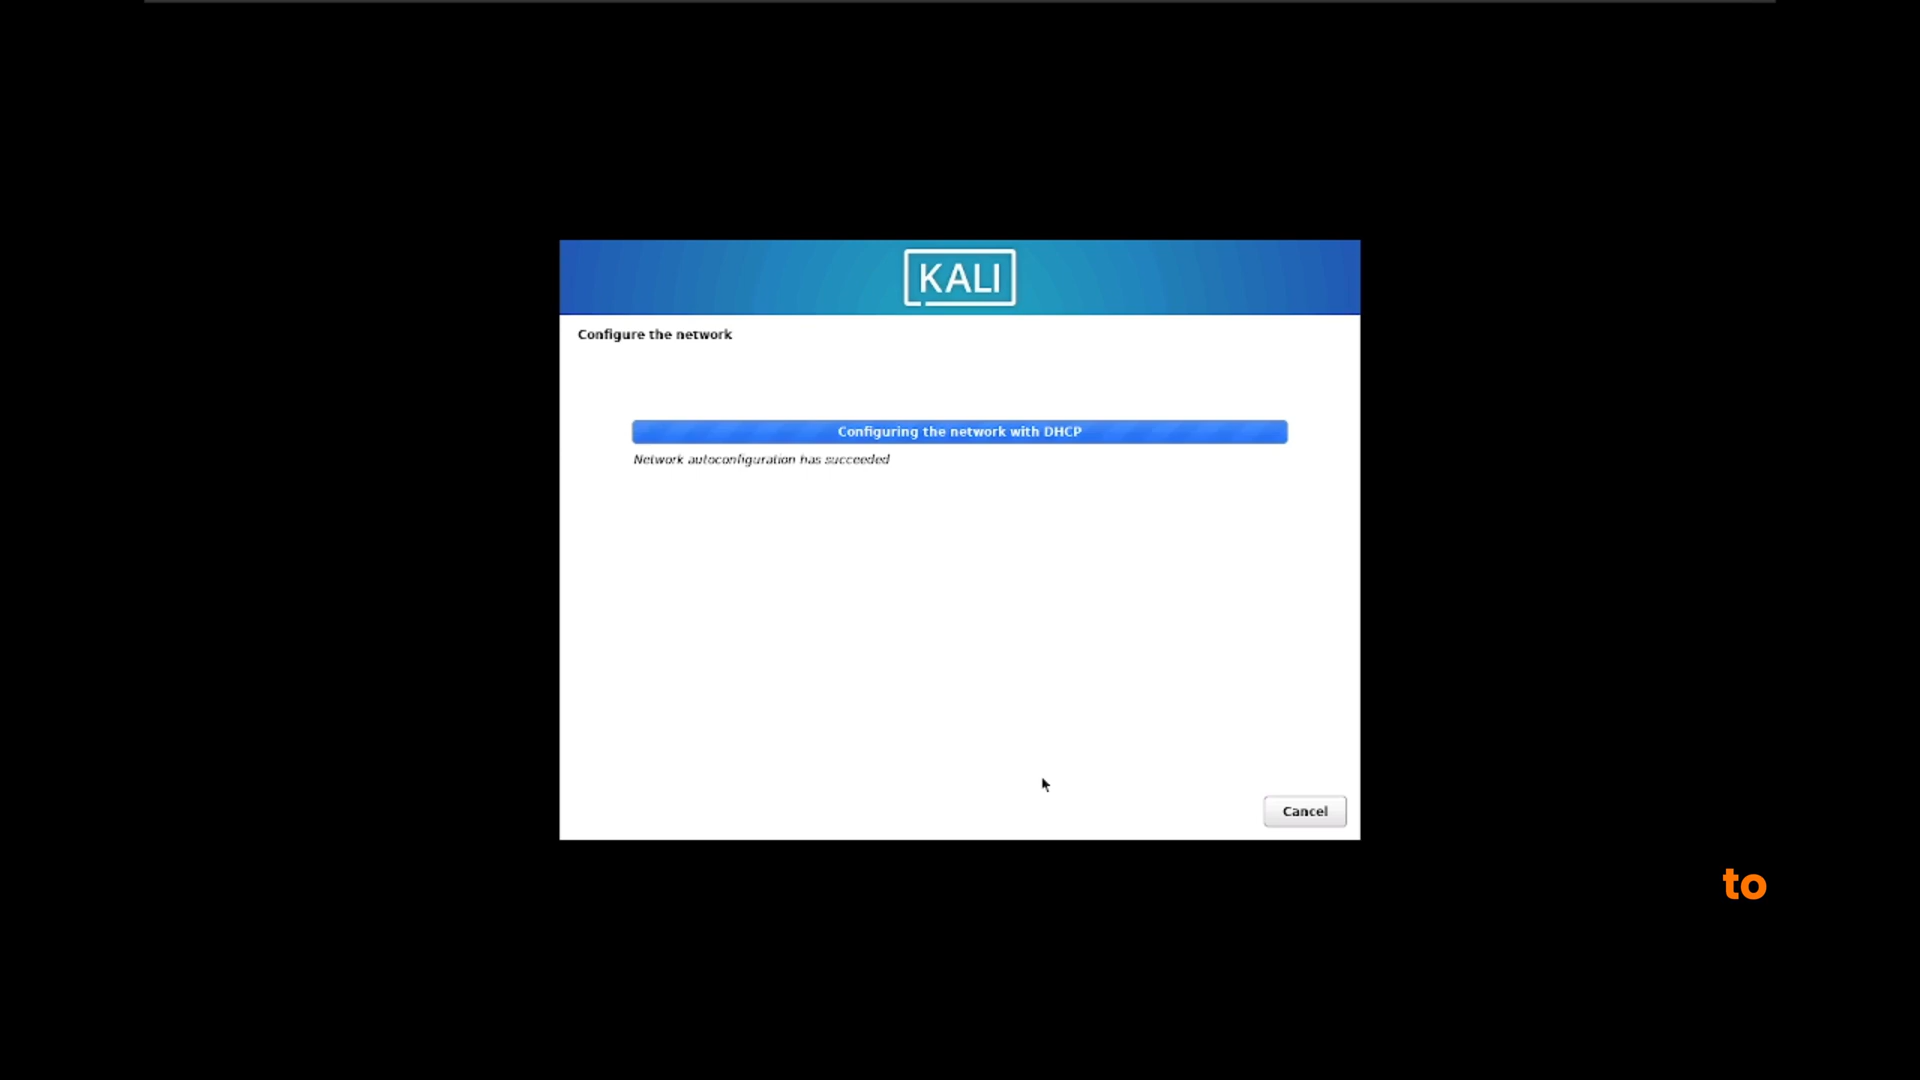 KALI
Configure the network
Configuring the network with DHCP
Network autoconfiguration has succeeded
Cancel
to